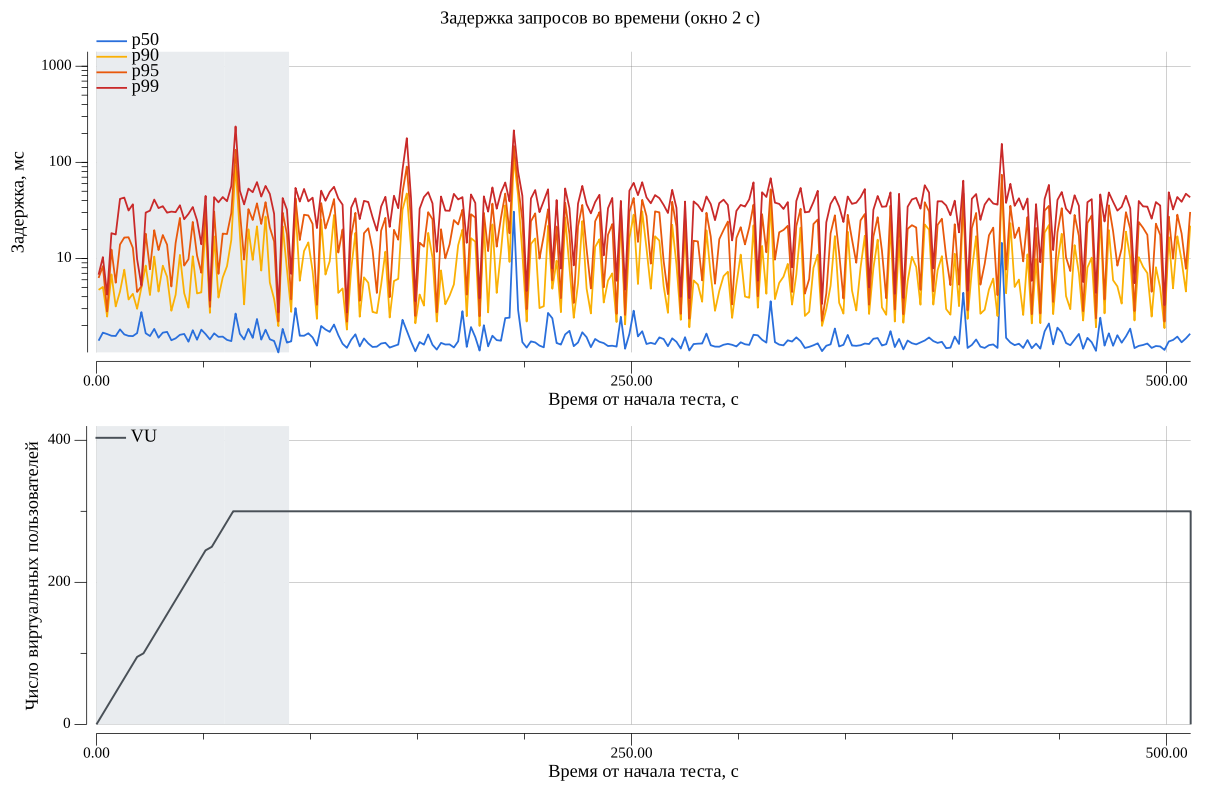 Задержка запросов во времени (окно 2 с)
p50
p90
p95
p99
1000
100
10
Задержка, мс
0.00 250.00 500.00
Время от начала теста, с
VU
400
200
0
Число виртуальных пользователей
0.00 250.00 500.00
Время от начала теста, с